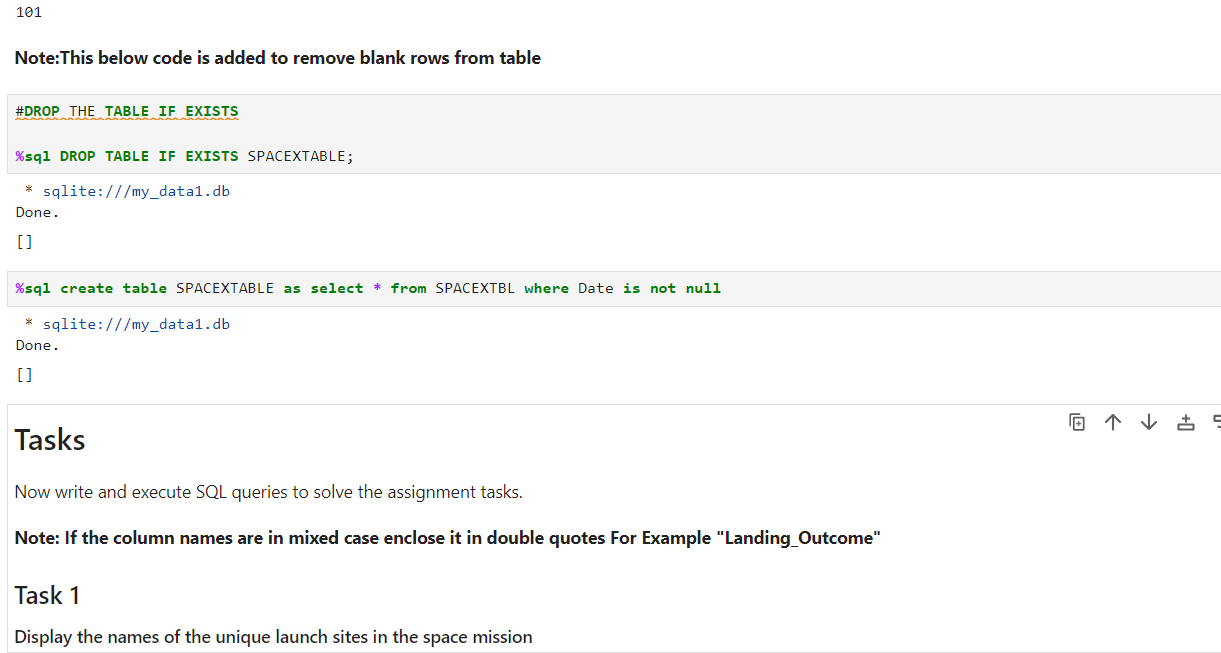 101
Note:This below code is added to remove blank rows from table
#DROP THE TABLE IF EXISTS
%sql DROP TABLE IF EXISTS SPACEXTABLE;
* sqlite:///my_data1.db
Done.
[]
%sql create table SPACEXTABLE as select * from SPACEXTBL where Date is not null
* sqlite:///my_data1.db
Done.
[]
Tasks
Now write and execute SQL queries to solve the assignment tasks.
Note: If the column names are in mixed case enclose it in double quotes For Example "Landing_Outcome"
Task 1
Display the names of the unique launch sites in the space mission